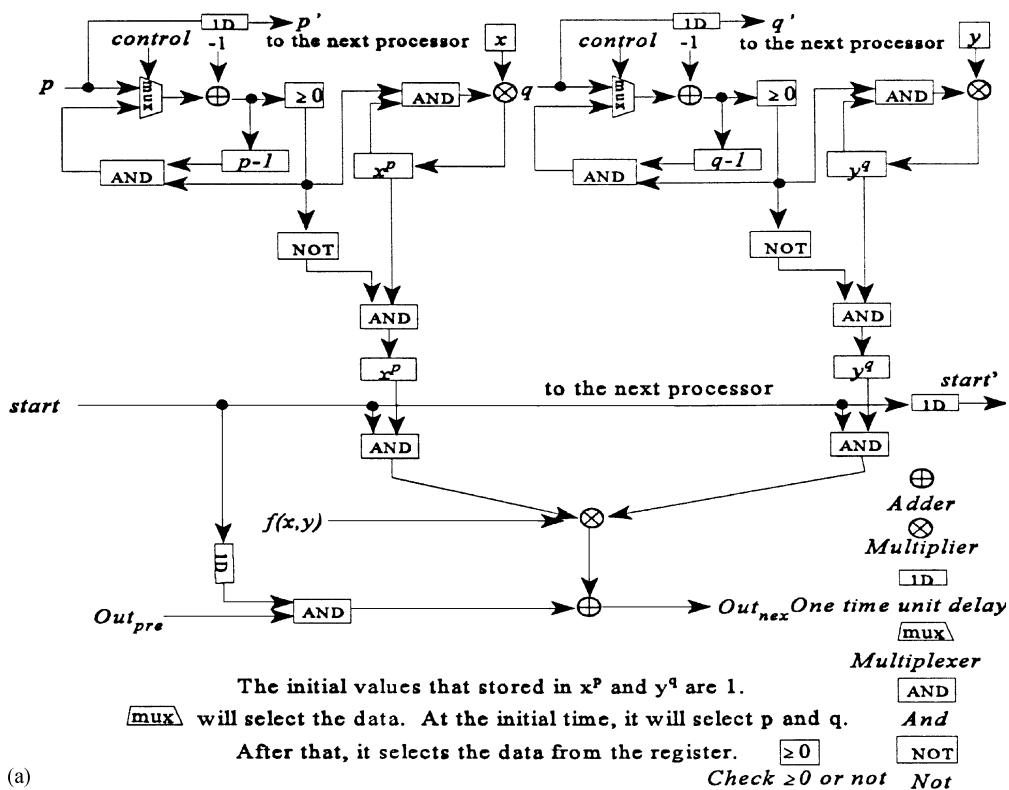 1D p' 1D q'
control -1 to the next processor x control -1 to the next processor y
p mux ≥0 AND q mux ≥0 AND
p-1 q-1
AND x^p AND y^q
NOT NOT
AND AND
x^p y^q
to the next processor start'
start 1D
AND AND
f(x,y)
Adder
Multiplier
1D 1D
Out_pre AND Out_nex One time unit delay
mux
Multiplexer
The initial values that stored in x^p and y^q are 1. AND
mux will select the data. At the initial time, it will select p and q. And
After that, it selects the data from the register. ≥0 NOT
(a) Check ≥0 or not Not